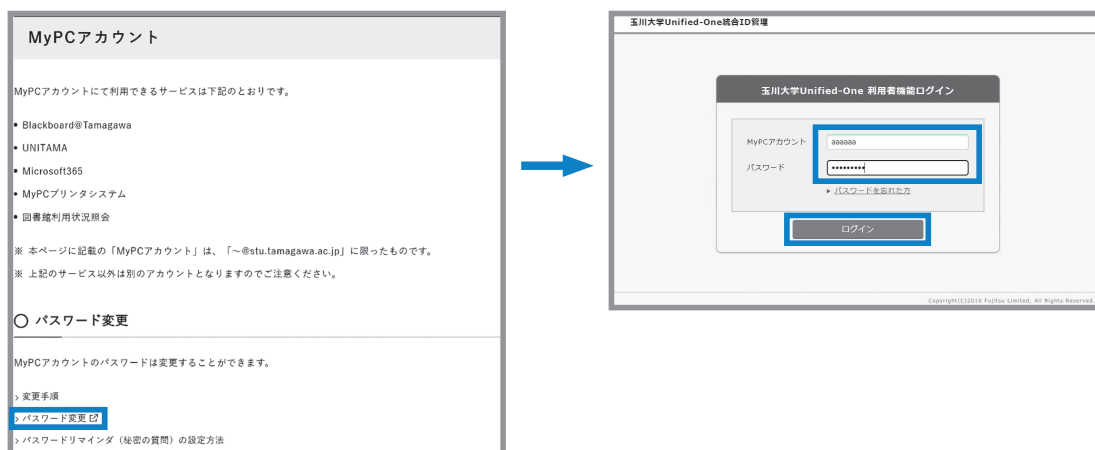 MyPCアカウント
MyPCアカウントにて利用できるサービスは下記のとおりです。
• Blackboard@Tamagawa
• UNITAMA
• Microsoft365
• MyPCプリンタシステム
• 図書館利用状況照会
※ 本ページに記載の「MyPCアカウント」は、「～@stu.tamagawa.ac.jp」に限ったものです。
※ 上記のサービス以外は別のアカウントとなりますのでご注意ください。
○ パスワード変更
MyPCアカウントのパスワードは変更することができます。
> 変更手順
> パスワード変更
> パスワードリマインダ（秘密の質問）の設定方法
玉川大学Unified-One統合ID管理
玉川大学Unified-One 利用者機能ログイン
MyPCアカウント aaaaaa
パスワード •••••••••
▶ パスワードを忘れた方
ログイン
Copyright(C)2016 Fujitsu Limited, All Rights Reserved.